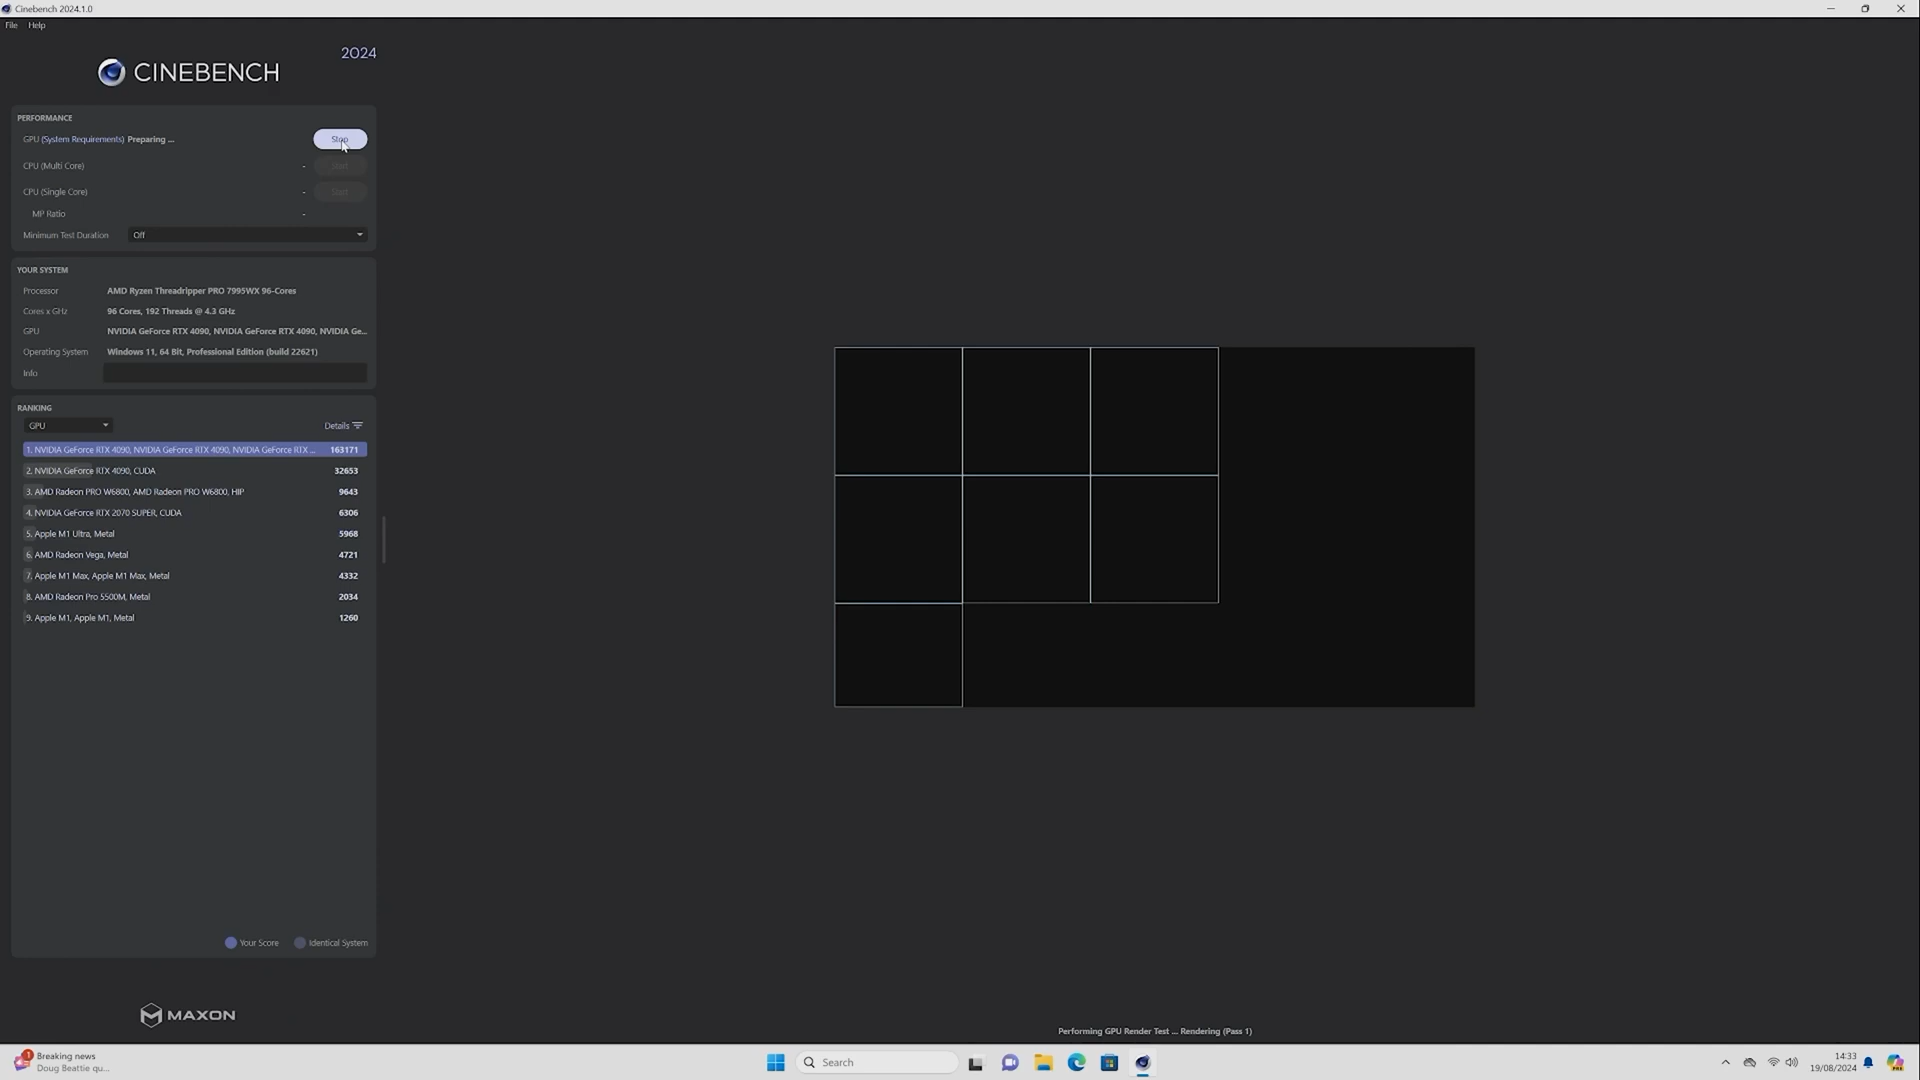 Cinebench 2024.1.0
File Help
2024
CINEBENCH
PERFORMANCE
GPU (System Requirements) Preparing ... Stop
CPU (Multi Core) - Start
CPU (Single Core) - Start
MP Ratio -
Minimum Test Duration Off
YOUR SYSTEM
Processor AMD Ryzen Threadripper PRO 7995WX 96-Cores
Cores x GHz 96 Cores, 192 Threads @ 4.3 GHz
GPU NVIDIA GeForce RTX 4090, NVIDIA GeForce RTX 4090, NVIDIA Ge...
Operating System Windows 11, 64 Bit, Professional Edition (build 22621)
Info
RANKING
GPU Details
1. NVIDIA GeForce RTX 4090, NVIDIA GeForce RTX 4090, NVIDIA GeForce RTX ... 163171
2. NVIDIA GeForce RTX 4090, CUDA 32653
3. AMD Radeon PRO W6800, AMD Radeon PRO W6800, HIP 9643
4. NVIDIA GeForce RTX 2070 SUPER, CUDA 6306
5. Apple M1 Ultra, Metal 5968
6. AMD Radeon Vega, Metal 4721
7. Apple M1 Max, Apple M1 Max, Metal 4332
8. AMD Radeon Pro 5500M, Metal 2034
9. Apple M1, Apple M1, Metal 1260
Your Score Identical System
MAXON
Performing GPU Render Test ... Rendering (Pass 1)
1 Breaking news
Doug Beattie qu...
Search
14:33
19/08/2024
PRE